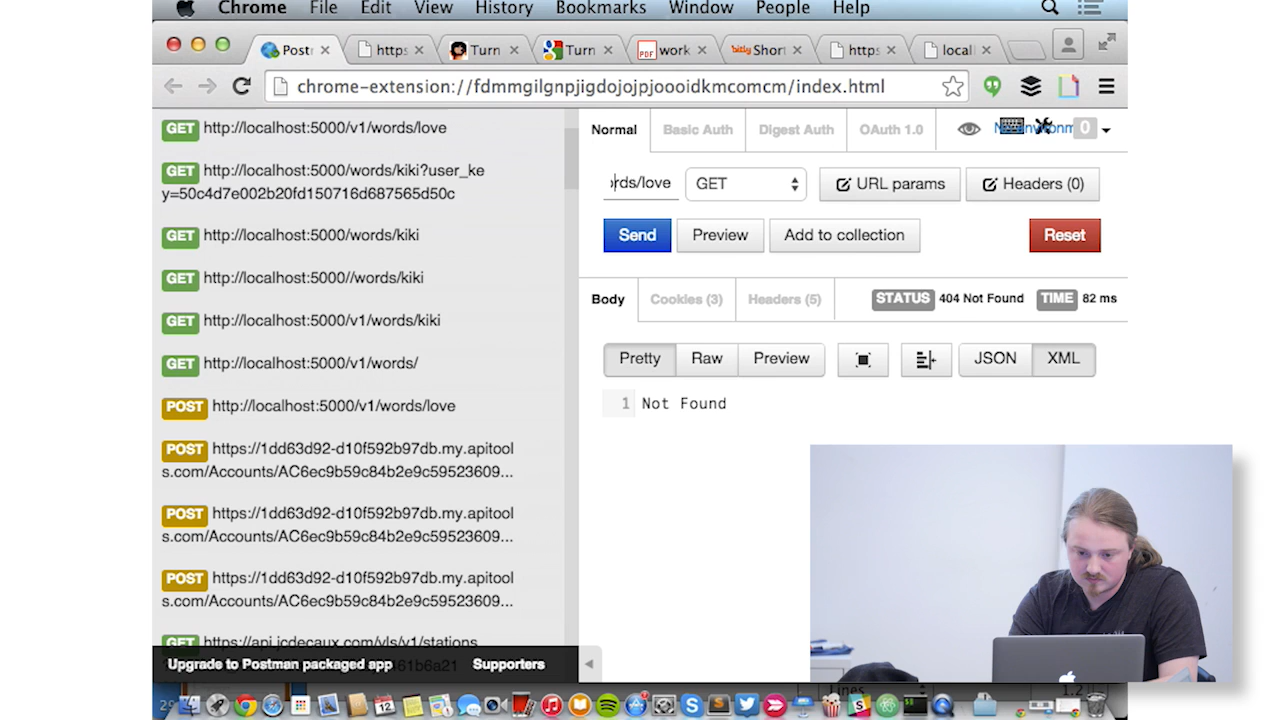 Chrome File Edit View History Bookmarks Window People Help
Postr https Turn Turn work Short https locall
chrome-extension://fdmmgilgnpjigdojojpjoooidkmcomcm/index.html
GET http://localhost:5000/v1/words/love
GET http://localhost:5000/words/kiki?user_ke
y=50c4d7e002b20fd150716d687565d50c
GET http://localhost:5000/words/kiki
GET http://localhost:5000//words/kiki
GET http://localhost:5000/v1/words/kiki
GET http://localhost:5000/v1/words/
POST http://localhost:5000/v1/words/love
POST https://1dd63d92-d10f592b97db.my.apitool
s.com/Accounts/AC6ec9b59c84b2e9c59523609...
POST https://1dd63d92-d10f592b97db.my.apitool
s.com/Accounts/AC6ec9b59c84b2e9c59523609...
POST https://1dd63d92-d10f592b97db.my.apitool
s.com/Accounts/AC6ec9b59c84b2e9c59523609...
GET https://api.jcdecaux.com/vls/v1/stations
Upgrade to Postman packaged app Supporters
Normal Basic Auth Digest Auth OAuth 1.0 0
ords/love GET URL params Headers (0)
Send Preview Add to collection Reset
Body Cookies (3) Headers (5) STATUS 404 Not Found TIME 82 ms
Pretty Raw Preview JSON XML
1 Not Found